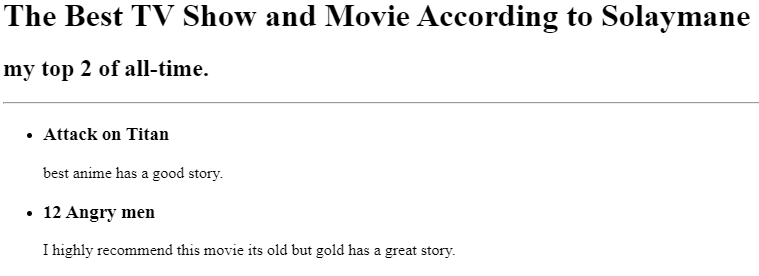 The Best TV Show and Movie According to Solaymane
my top 2 of all-time.
Attack on Titan
best anime has a good story.
12 Angry men
I highly recommend this movie its old but gold has a great story.